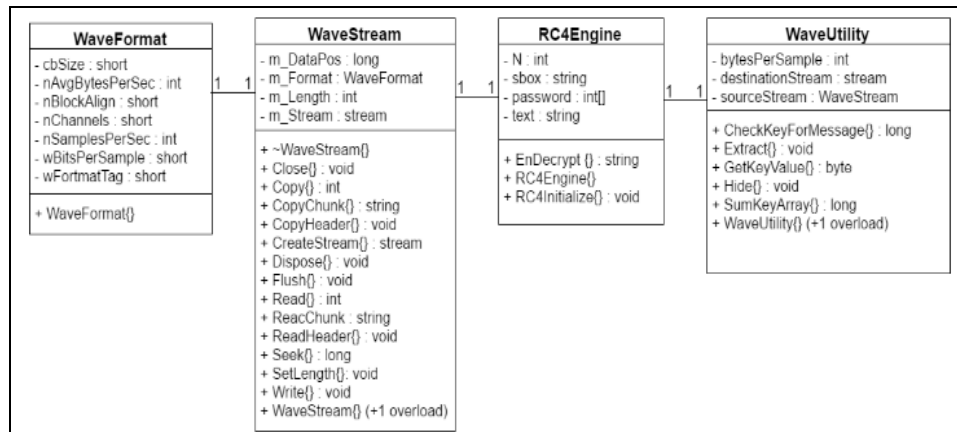 WaveFormat
- cbSize : short
- nAvgBytesPerSec : int
- nBlockAlign : short
- nChannels : short
- nSamplesPerSec : int
- wBitsPerSample : short
- wFortmatTag : short
+ WaveFormat{}
1
1
WaveStream
- m_DataPos : long
- m_Format : WaveFormat
- m_Length : int
- m_Stream : stream
+ ~WaveStream{}
+ Close{} : void
+ Copy{} : int
+ CopyChunk{} : string
+ CopyHeader{} : void
+ CreateStream{} : stream
+ Dispose{} : void
+ Flush{} : void
+ Read{} : int
+ ReacChunk : string
+ ReadHeader{} : void
+ Seek{} : long
+ SetLength{}: void
+ Write{} : void
+ WaveStream{} (+1 overload)
1
1
RC4Engine
- N : int
- sbox : string
- password : int[]
- text : string
+ EnDecrypt {} : string
+ RC4Engine{}
+ RC4Initialize{} : void
1
1
WaveUtility
- bytesPerSample : int
- destinationStream : stream
- sourceStream : WaveStream
+ CheckKeyForMessage{} : long
+ Extract{} : void
+ GetKeyValue{} : byte
+ Hide{} : void
+ SumKeyArray{} : long
+ WaveUtility{} (+1 overload)